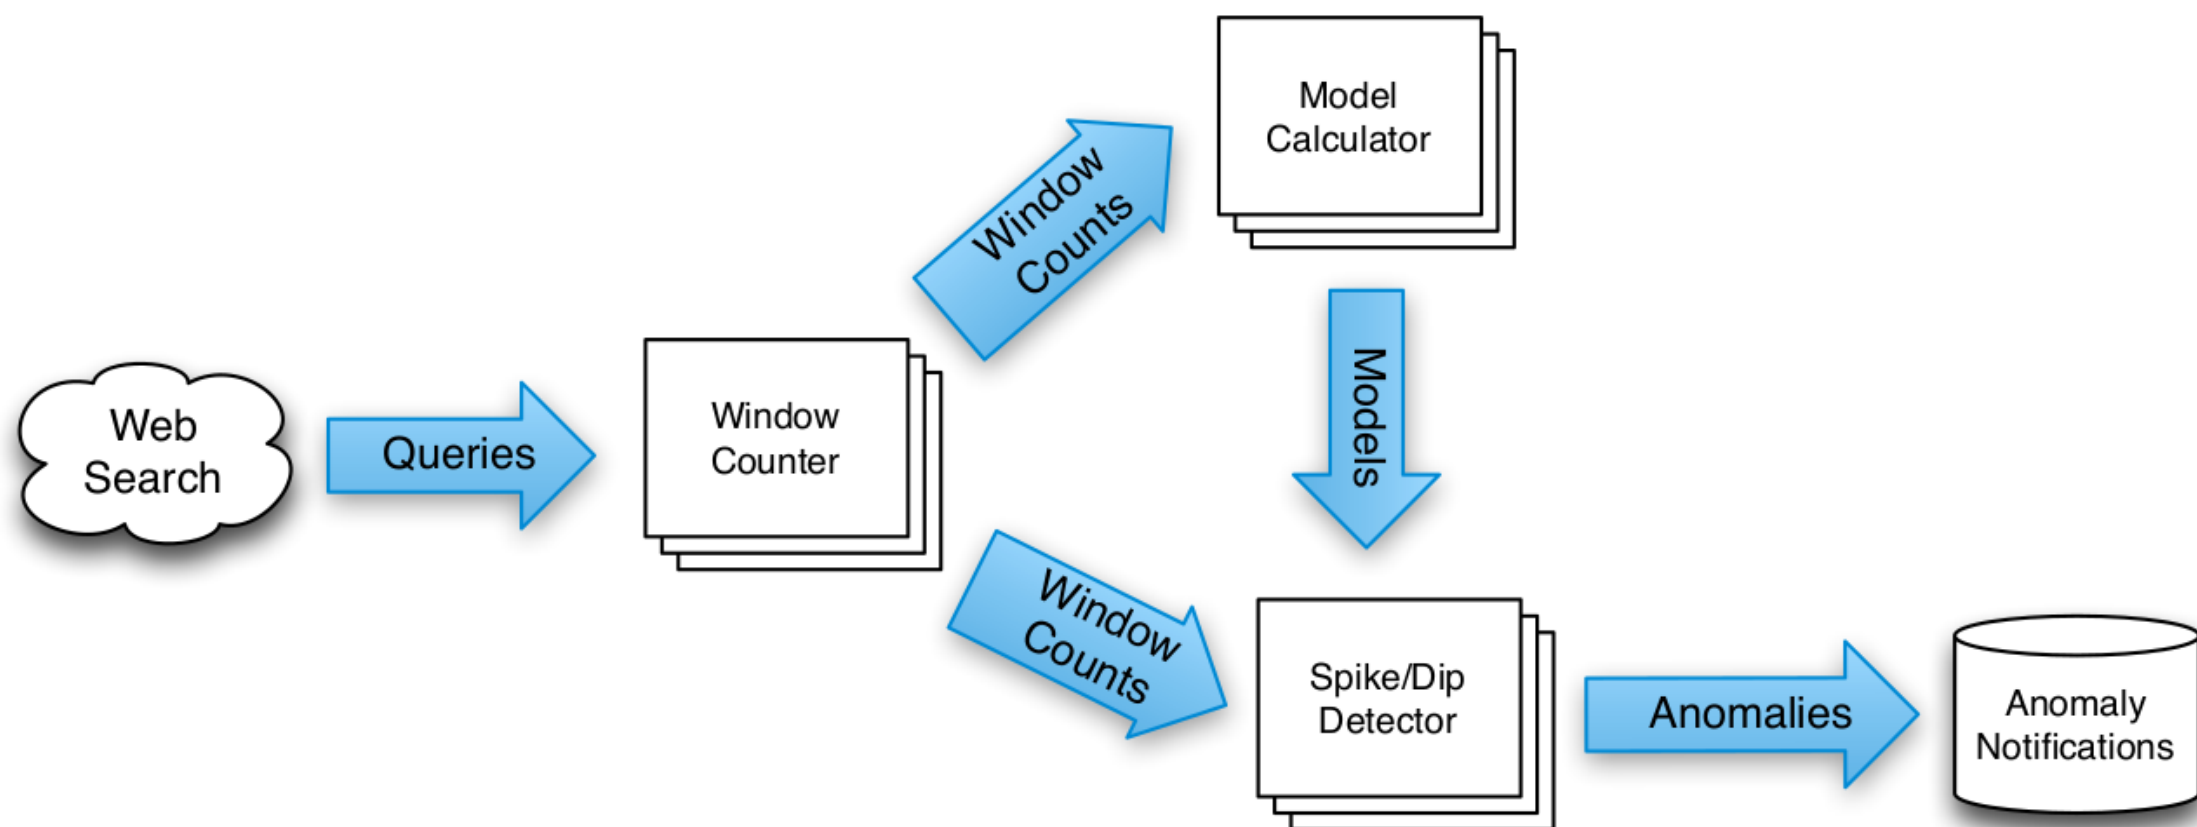 Web
Search
Queries
Window
Counter
Window
Counts
Model
Calculator
Models
Window
Counts
Spike/Dip
Detector
Anomalies
Anomaly
Notifications